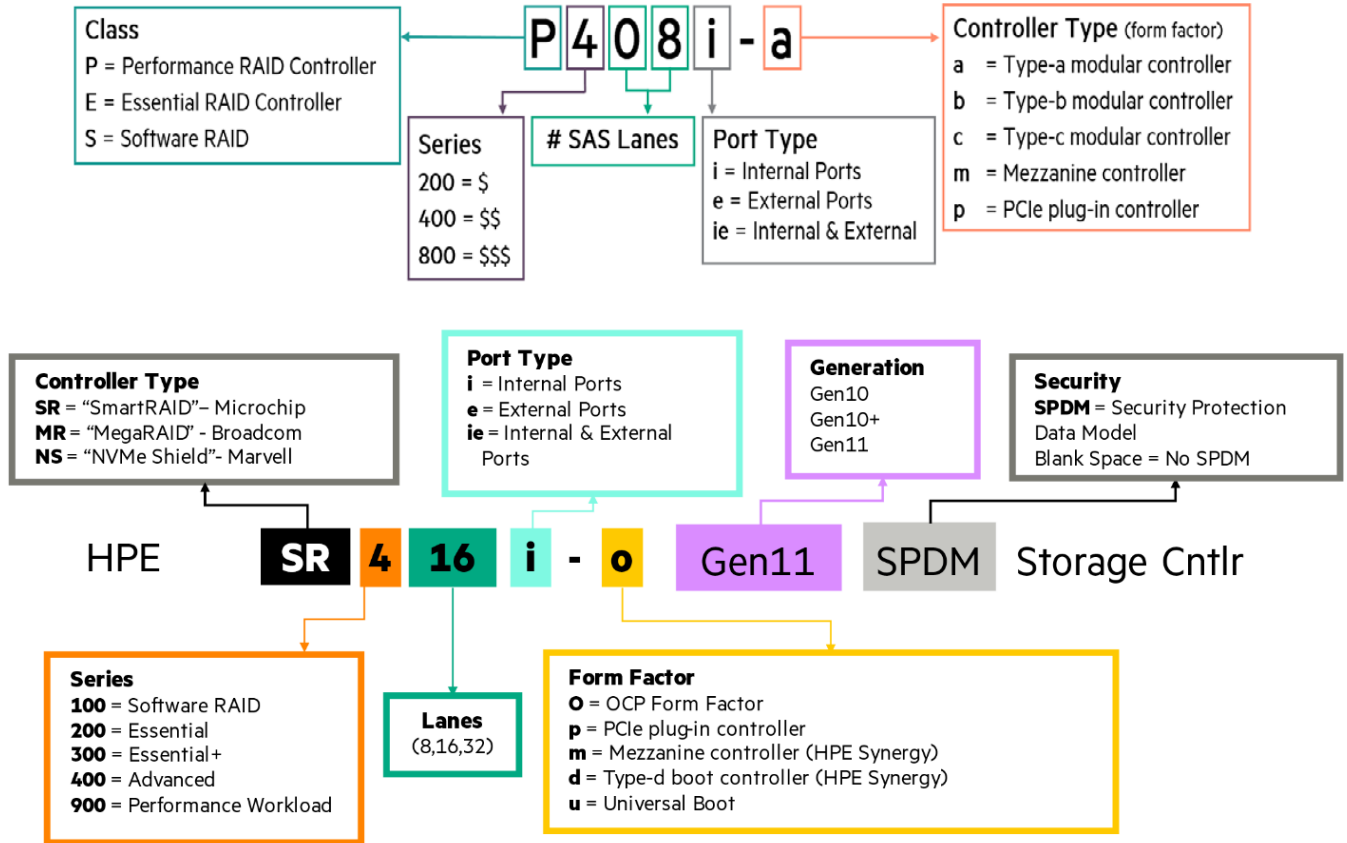 P408i-a
Class
P = Performance RAID Controller
E = Essential RAID Controller
S = Software RAID
Series
200 = $
400 = $$
800 = $$$
# SAS Lanes
Port Type
i = Internal Ports
e = External Ports
ie = Internal & External
Controller Type (form factor)
a = Type-a modular controller
b = Type-b modular controller
c = Type-c modular controller
m = Mezzanine controller
p = PCIe plug-in controller
Controller Type
SR = “SmartRAID”– Microchip
MR = “MegaRAID” - Broadcom
NS = “NVMe Shield”- Marvell
Port Type
i = Internal Ports
e = External Ports
ie = Internal & External
Ports
Generation
Gen10
Gen10+
Gen11
Security
SPDM = Security Protection
Data Model
Blank Space = No SPDM
HPE SR 4 16 i - o Gen11 SPDM Storage Cntlr
Series
100 = Software RAID
200 = Essential
300 = Essential+
400 = Advanced
900 = Performance Workload
Lanes
(8,16,32)
Form Factor
O = OCP Form Factor
p = PCIe plug-in controller
m = Mezzanine controller (HPE Synergy)
d = Type-d boot controller (HPE Synergy)
u = Universal Boot